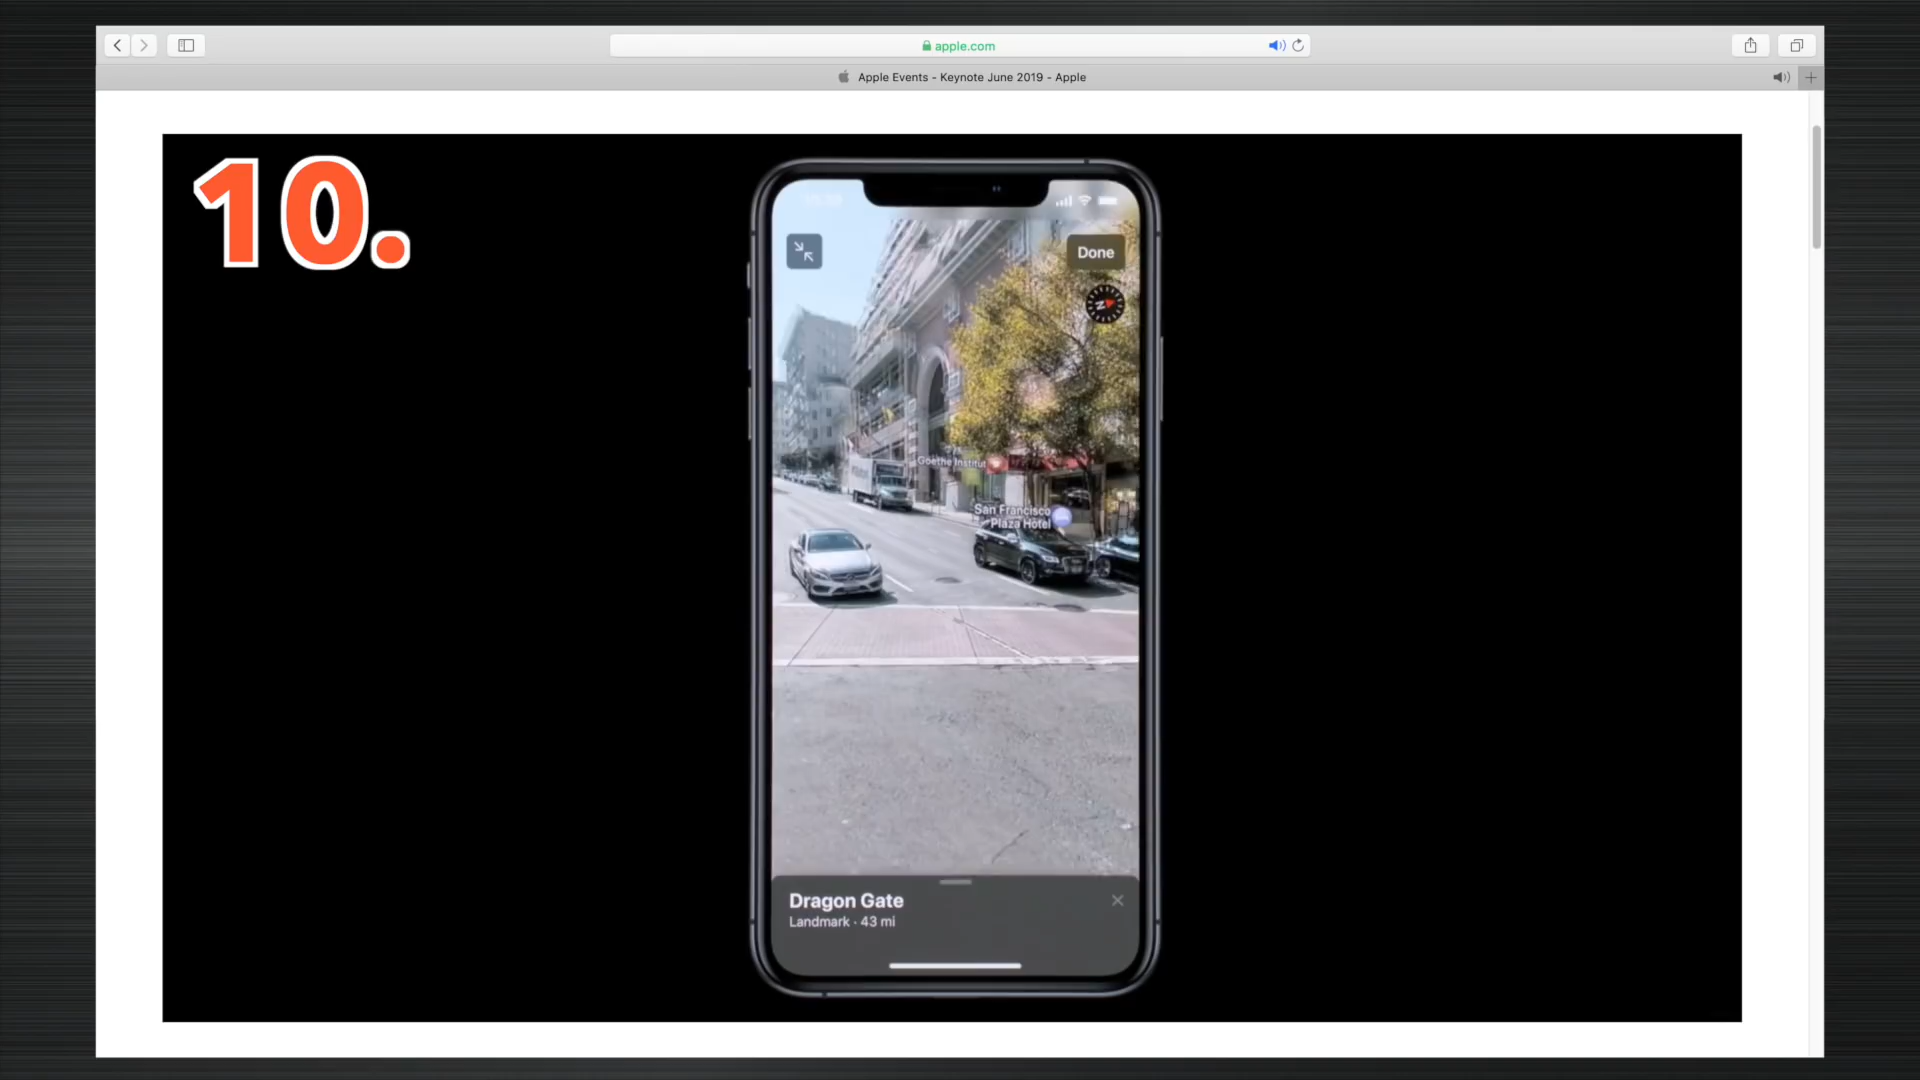 apple.com
Apple Events - Keynote June 2019 - Apple
10.
Done
N
Goethe Institut
San Francisco
Plaza Hotel
Dragon Gate
Landmark · 43 mi